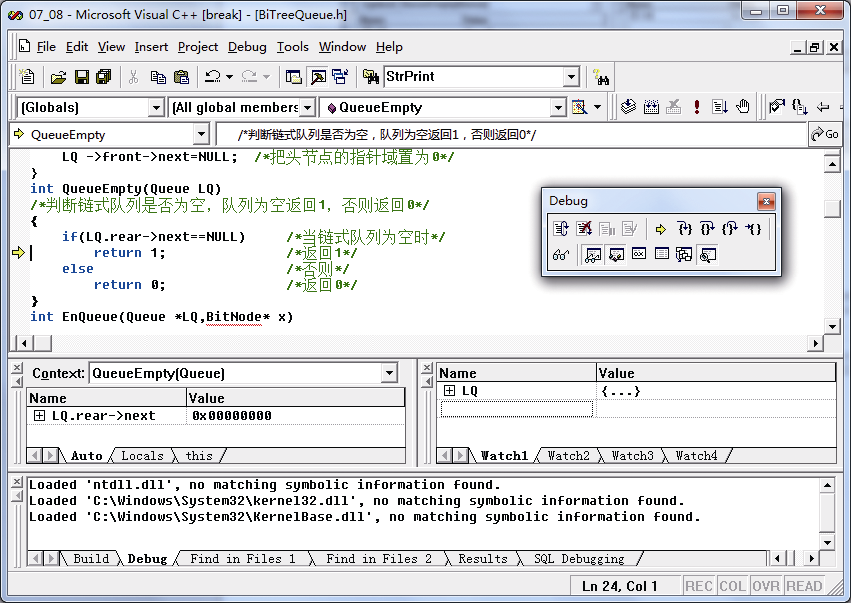 07_08 - Microsoft Visual C++ [break] - [BiTreeQueue.h]
File Edit View Insert Project Debug Tools Window Help
StrPrint
(Globals) (All global members QueueEmpty
QueueEmpty /*判断链式队列是否为空，队列为空返回1，否则返回0*/ Go
LQ ->front->next=NULL; /*把头节点的指针域置为0*/
}
int QueueEmpty(Queue LQ)
/*判断链式队列是否为空，队列为空返回1，否则返回0*/
{
if(LQ.rear->next==NULL) /*当链式队列为空时*/
return 1; /*返回1*/
else /*否则*/
return 0; /*返回0*/
}
int EnQueue(Queue *LQ,BitNode* x)
Debug
Context: QueueEmpty(Queue)
Name Value
LQ.rear->next 0x00000000
Auto Locals this
Name Value
LQ {...}
Watch1 Watch2 Watch3 Watch4
Loaded 'ntdll.dll', no matching symbolic information found.
Loaded 'C:\Windows\System32\kernel32.dll', no matching symbolic information found.
Loaded 'C:\Windows\System32\KernelBase.dll', no matching symbolic information found.
Build Debug Find in Files 1 Find in Files 2 Results SQL Debugging
Ln 24, Col 1 REC COL OVR READ